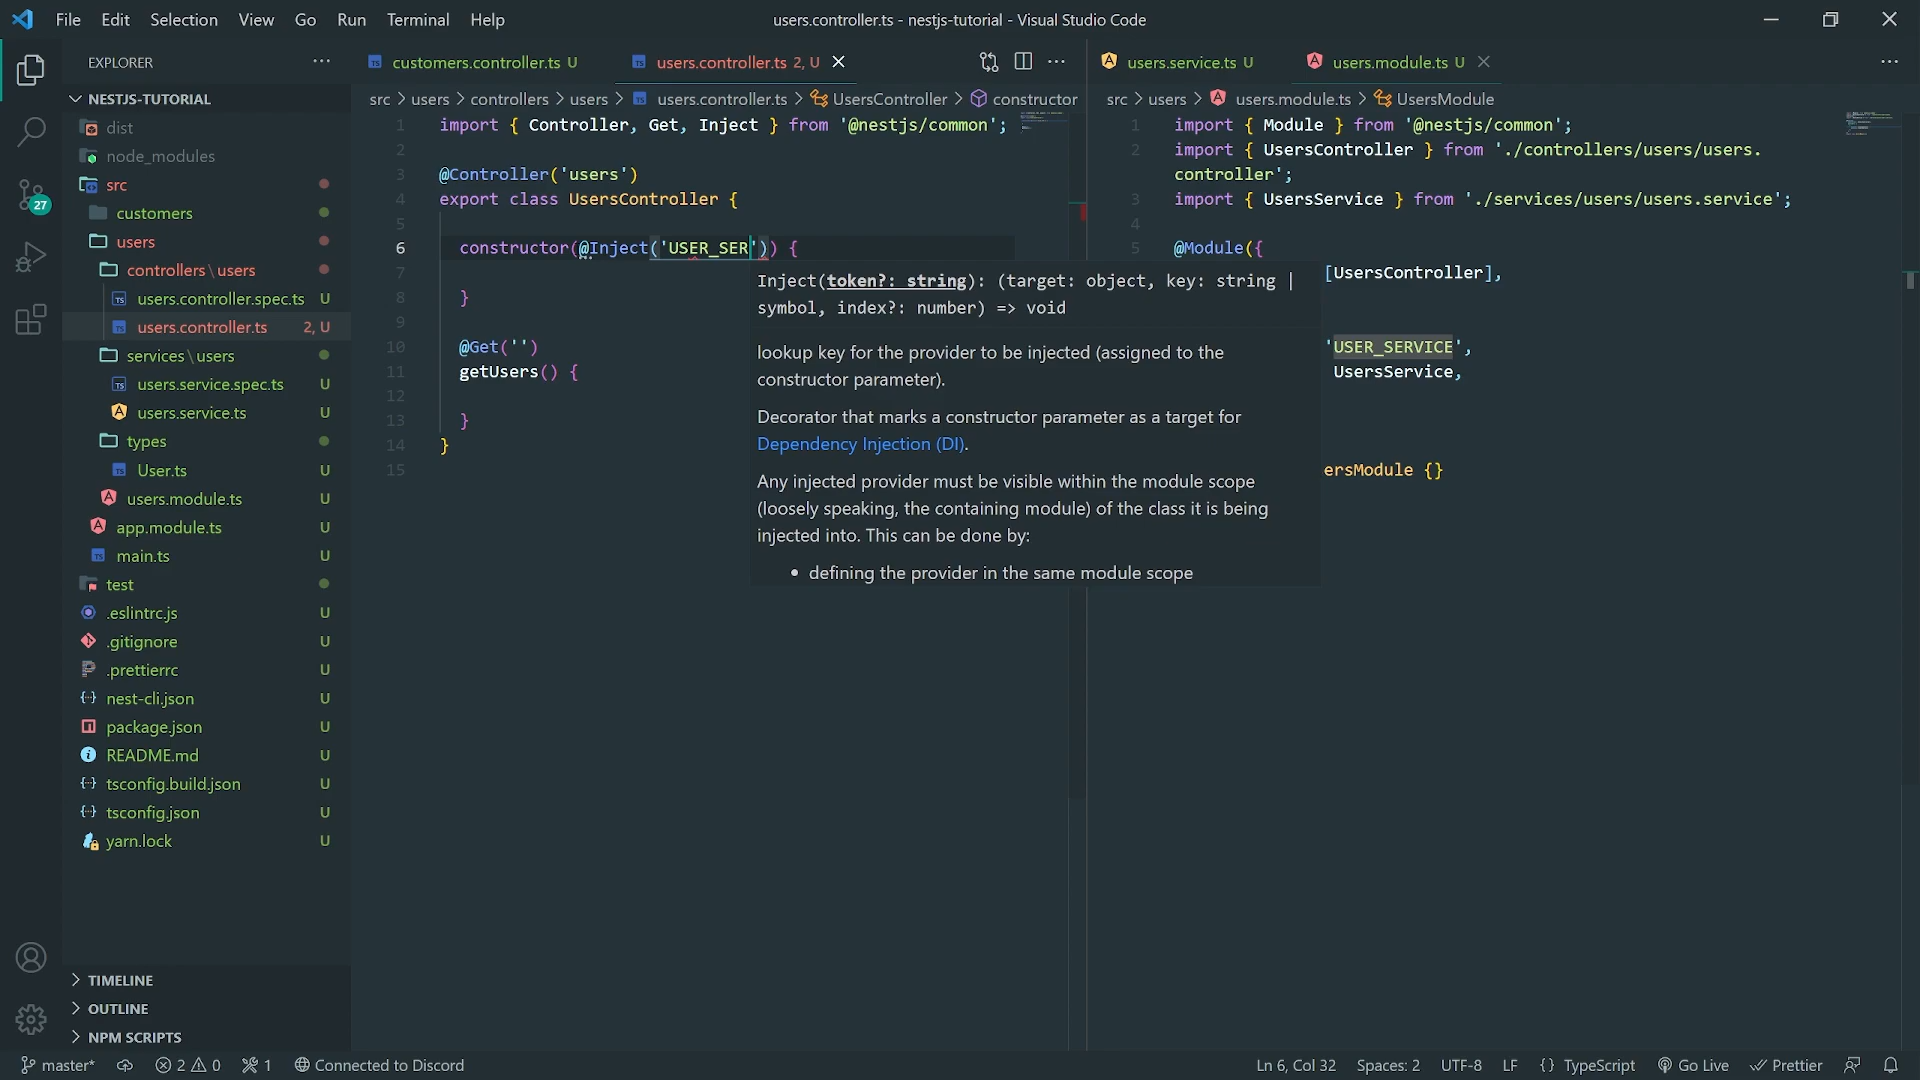 File Edit Selection View Go Run Terminal Help
users.controller.ts - nestjs-tutorial - Visual Studio Code
EXPLORER
NESTJS-TUTORIAL
dist
node_modules
src
customers
users
controllers \ users
users.controller.spec.ts U
users.controller.ts 2, U
services \ users
users.service.spec.ts U
users.service.ts U
types
User.ts U
users.module.ts U
app.module.ts U
main.ts U
test
.eslintrc.js U
.gitignore U
.prettierrc U
nest-cli.json U
package.json U
README.md U
tsconfig.build.json U
tsconfig.json U
yarn.lock U
TIMELINE
OUTLINE
NPM SCRIPTS
27
customers.controller.ts U
users.controller.ts 2, U
src > users > controllers > users > users.controller.ts > UsersController > constructor
1 import { Controller, Get, Inject } from '@nestjs/common';
2
3 @Controller('users')
4 export class UsersController {
5
6 constructor(@Inject('USER_SER')) {
7
8 }
9
10 @Get('')
11 getUsers() {
12
13 }
14 }
15
Inject(token?: string): (target: object, key: string |
symbol, index?: number) => void
lookup key for the provider to be injected (assigned to the
constructor parameter).
Decorator that marks a constructor parameter as a target for
Dependency Injection (DI).
Any injected provider must be visible within the module scope
(loosely speaking, the containing module) of the class it is being
injected into. This can be done by:
• defining the provider in the same module scope
users.service.ts U
users.module.ts U
src > users > users.module.ts > UsersModule
1 import { Module } from '@nestjs/common';
2 import { UsersController } from './controllers/users/users.
controller';
3 import { UsersService } from './services/users/users.service';
4
5 @Module({
[UsersController],
'USER_SERVICE',
UsersService,
ersModule {}
master* 2 0 1 Connected to Discord
Ln 6, Col 32 Spaces: 2 UTF-8 LF {} TypeScript Go Live Prettier